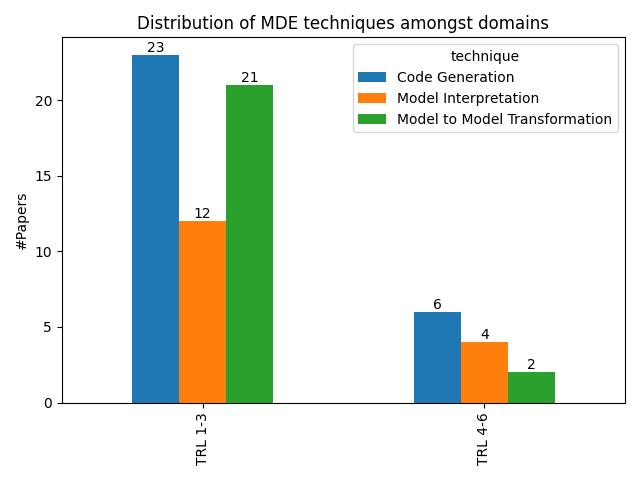 Distribution of MDE techniques amongst domains
technique
Code Generation
Model Interpretation
Model to Model Transformation
#Papers
20
15
10
5
0
23
12
21
6
4
2
TRL 1-3
TRL 4-6